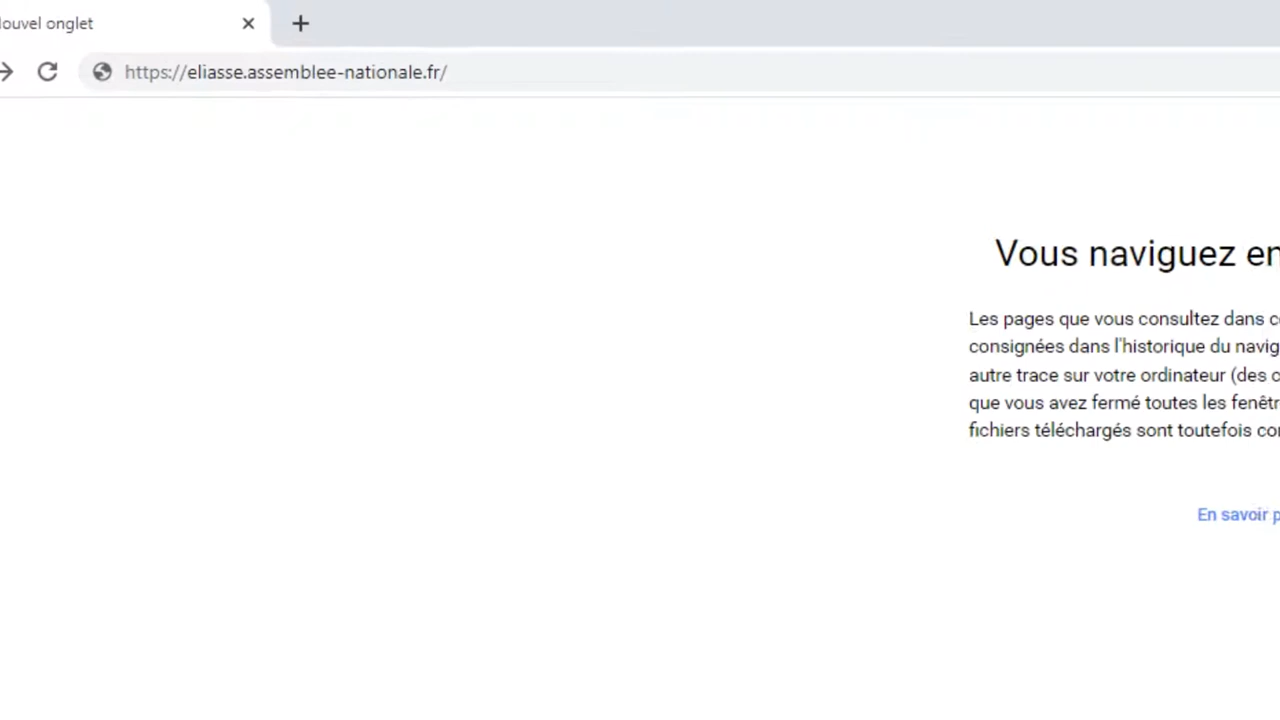 ouvel onglet
https://eliasse.assemblee-nationale.fr/
Vous naviguez en
Les pages que vous consultez dans c
consignées dans l'historique du navig
autre trace sur votre ordinateur (des c
que vous avez fermé toutes les fenêtr
fichiers téléchargés sont toutefois co
En savoir p